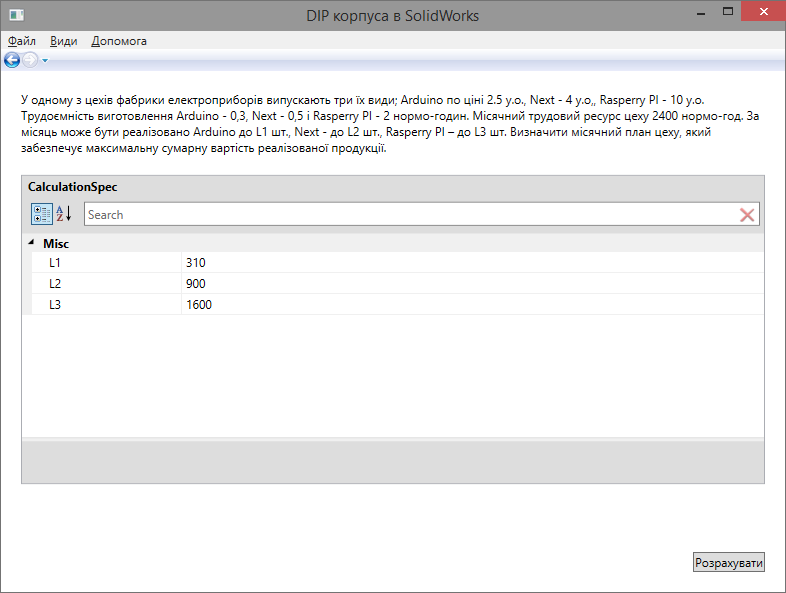 DIP корпуса в SolidWorks
Файл Види Допомога
У одному з цехів фабрики електроприборів випускають три їх види; Arduino по ціні 2.5 у.о., Next - 4 у.о,, Rasperry PI - 10 у.о.
Трудоємність виготовлення Arduino - 0,3, Next - 0,5 і Rasperry PI - 2 нормо-годин. Місячний трудовий ресурс цеху 2400 нормо-год. За
місяць може бути реалізовано Arduino до L1 шт., Next - до L2 шт., Rasperry PI – до L3 шт. Визначити місячний план цеху, який
забезпечує максимальну сумарну вартість реалізованої продукції.
CalculationSpec
A Z Search
Misc
L1 310
L2 900
L3 1600
Розрахувати